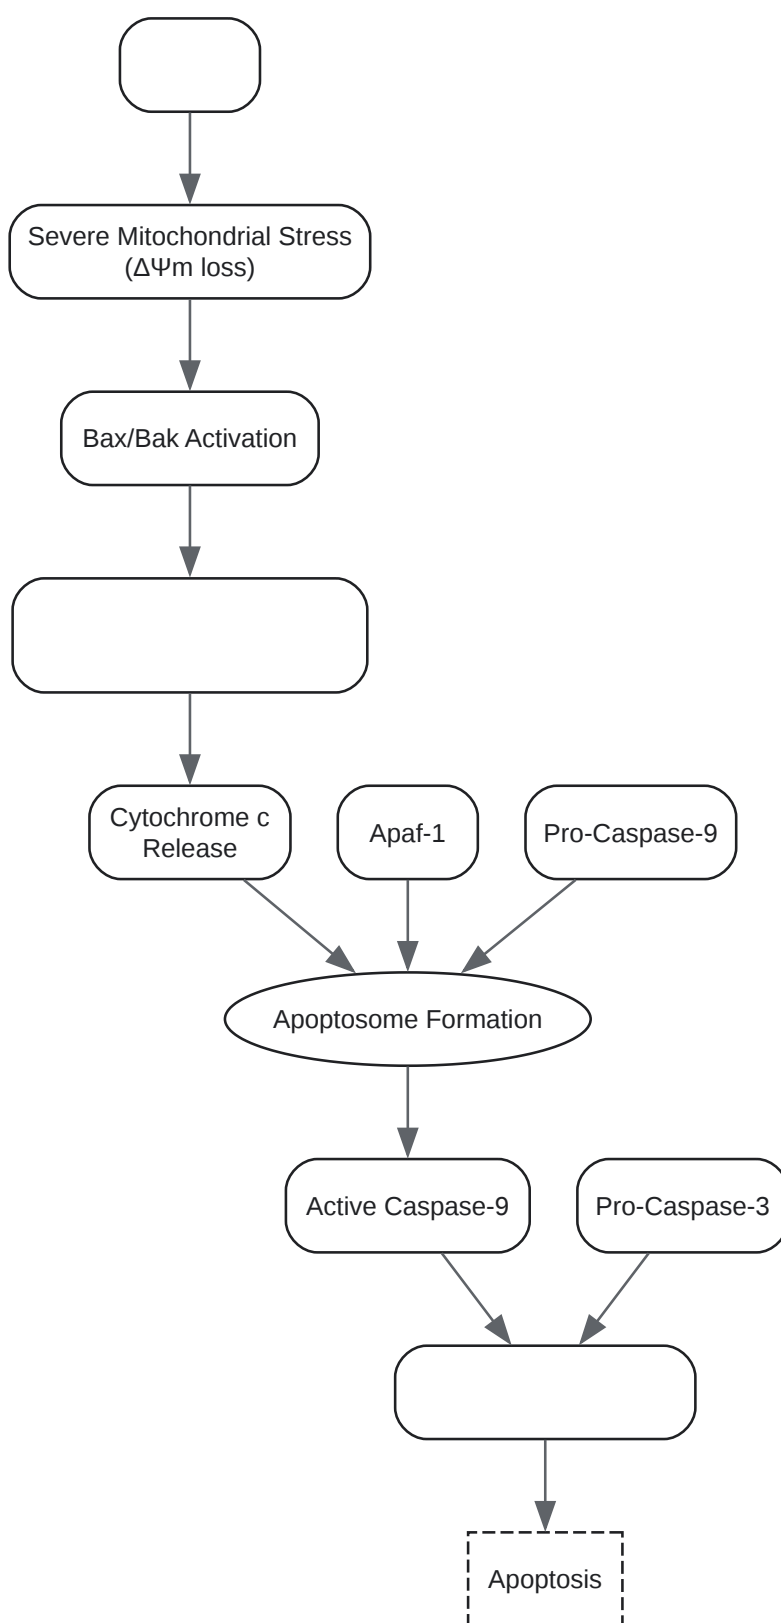 Severe Mitochondrial Stress
(ΔΨm loss)
Bax/Bak Activation
Cytochrome c
Release
Apaf-1
Pro-Caspase-9
Apoptosome Formation
Active Caspase-9
Pro-Caspase-3
Apoptosis